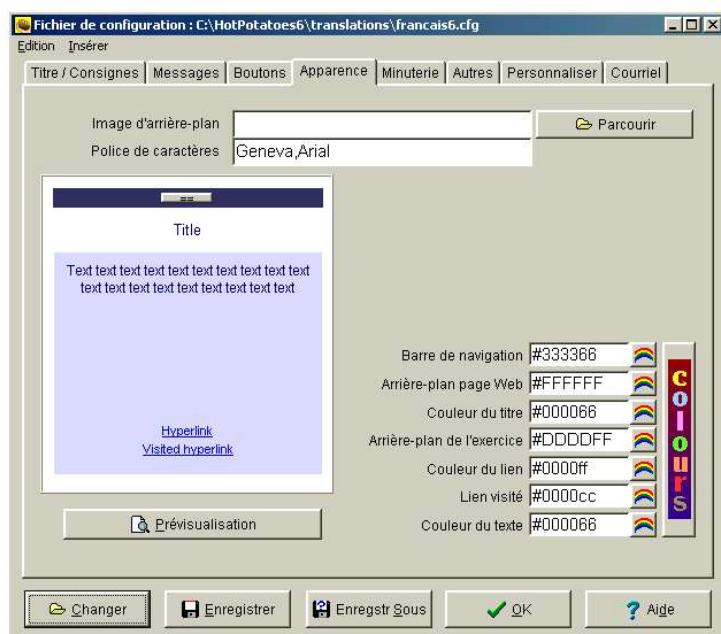 Fichier de configuration : C:\HotPotatoes6\translations\francais6.cfg
Edition Insérer
Titre / Consignes Messages Boutons Apparence Minuterie Autres Personnaliser Courriel
Image d'arrière-plan Parcourir
Police de caractères Geneva,Arial
==
Title
Text text text text text text text text text text
text text text text text text text text text
Hyperlink
Visited hyperlink
Prévisualisation
Barre de navigation #333366
Arrière-plan page Web #FFFFFF
Couleur du titre #000066
Arrière-plan de l'exercice #DDDDFF
Couleur du lien #0000ff
Lien visité #0000cc
Couleur du texte #000066
colours
Changer Enregistrer Enregstr Sous OK Aide